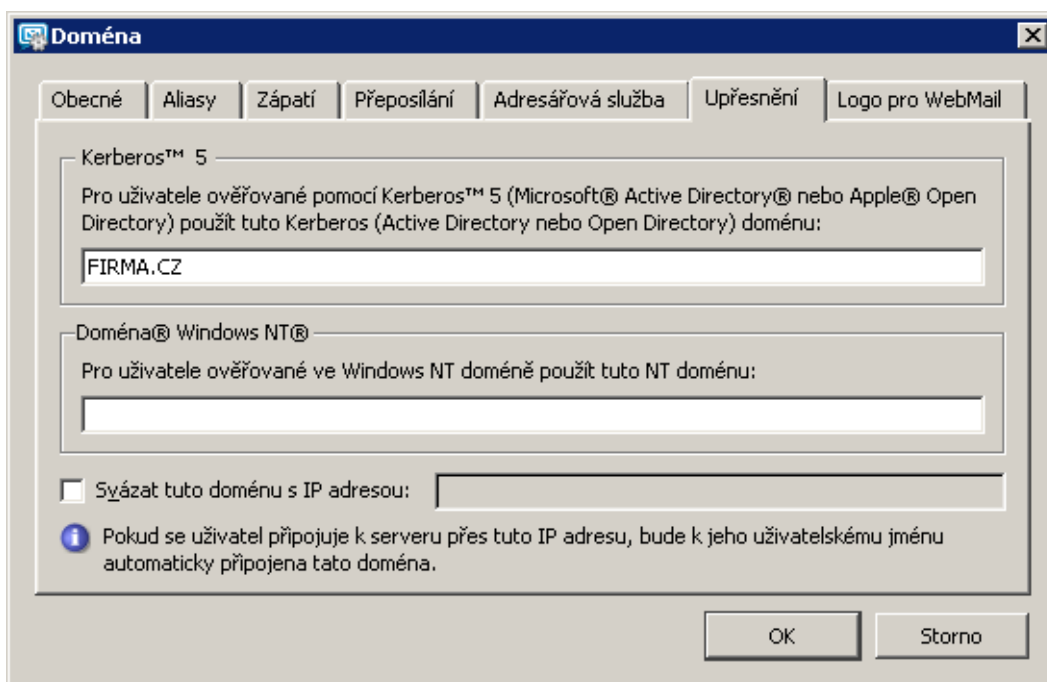 Doména
Obecné Aliasy Zápatí Přeposílání Adresářová služba Upřesnění Logo pro WebMail
Kerberos™ 5
Pro uživatele ověřované pomocí Kerberos™ 5 (Microsoft® Active Directory® nebo Apple® Open
Directory) použít tuto Kerberos (Active Directory nebo Open Directory) doménu:
FIRMA.CZ
Doména® Windows NT®
Pro uživatele ověřované ve Windows NT doméně použít tuto NT doménu:
Svázat tuto doménu s IP adresou:
Pokud se uživatel připojuje k serveru přes tuto IP adresu, bude k jeho uživatelskému jménu
automaticky připojena tato doména.
OK Storno